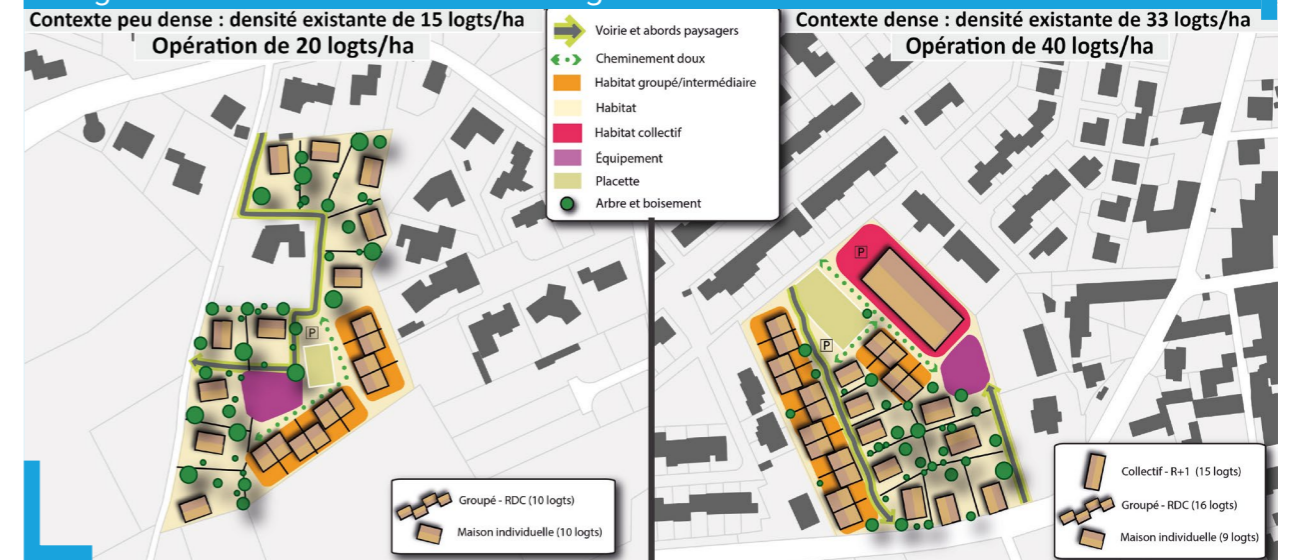 Contexte peu dense : densité existante de 15 logts/ha
Opération de 20 logts/ha
Voirie et abords paysagers
Cheminement doux
Habitat groupé/intermédiaire
Habitat
Habitat collectif
Équipement
Placette
Arbre et boisement
Contexte dense : densité existante de 33 logts/ha
Opération de 40 logts/ha
P
Groupé - RDC (10 logts)
Maison individuelle (10 logts)
P
P
Collectif - R+1 (15 logts)
Groupé - RDC (16 logts)
Maison individuelle (9 logts)